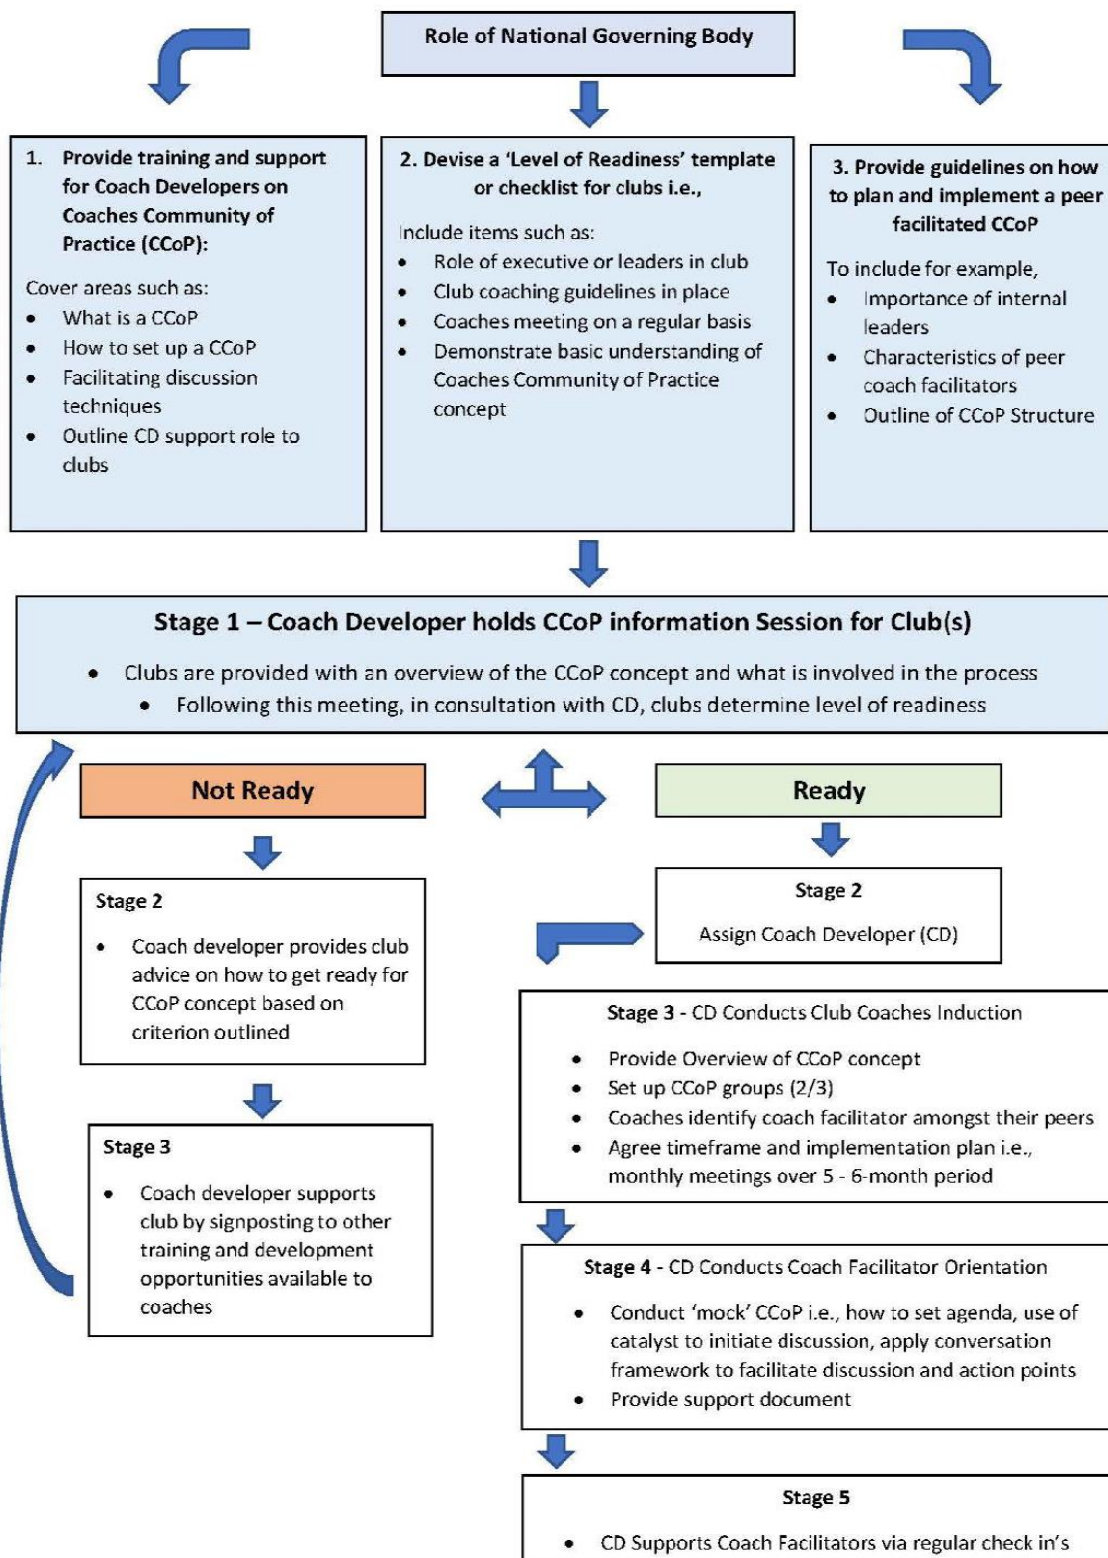 Role of National Governing Body
1. Provide training and support
for Coach Developers on
Coaches Community of
Practice (CCoP):
Cover areas such as:
• What is a CCoP
• How to set up a CCoP
• Facilitating discussion
techniques
• Outline CD support role to
clubs
2. Devise a ‘Level of Readiness’ template
or checklist for clubs i.e.,
Include items such as:
• Role of executive or leaders in club
• Club coaching guidelines in place
• Coaches meeting on a regular basis
• Demonstrate basic understanding of
Coaches Community of Practice
concept
3. Provide guidelines on how
to plan and implement a peer
facilitated CCoP
To include for example,
• Importance of internal
leaders
• Characteristics of peer
coach facilitators
• Outline of CCoP Structure
Stage 1 – Coach Developer holds CCoP information Session for Club(s)
• Clubs are provided with an overview of the CCoP concept and what is involved in the process
• Following this meeting, in consultation with CD, clubs determine level of readiness
Not Ready
Stage 2
• Coach developer provides club
advice on how to get ready for
CCoP concept based on
criterion outlined
Stage 3
• Coach developer supports
club by signposting to other
training and development
opportunities available to
coaches
Ready
Stage 2
Assign Coach Developer (CD)
Stage 3 - CD Conducts Club Coaches Induction
• Provide Overview of CCoP concept
• Set up CCoP groups (2/3)
• Coaches identify coach facilitator amongst their peers
• Agree timeframe and implementation plan i.e.,
monthly meetings over 5 - 6-month period
Stage 4 - CD Conducts Coach Facilitator Orientation
• Conduct ‘mock’ CCoP i.e., how to set agenda, use of
catalyst to initiate discussion, apply conversation
framework to facilitate discussion and action points
• Provide support document
Stage 5
• CD Supports Coach Facilitators via regular check in’s